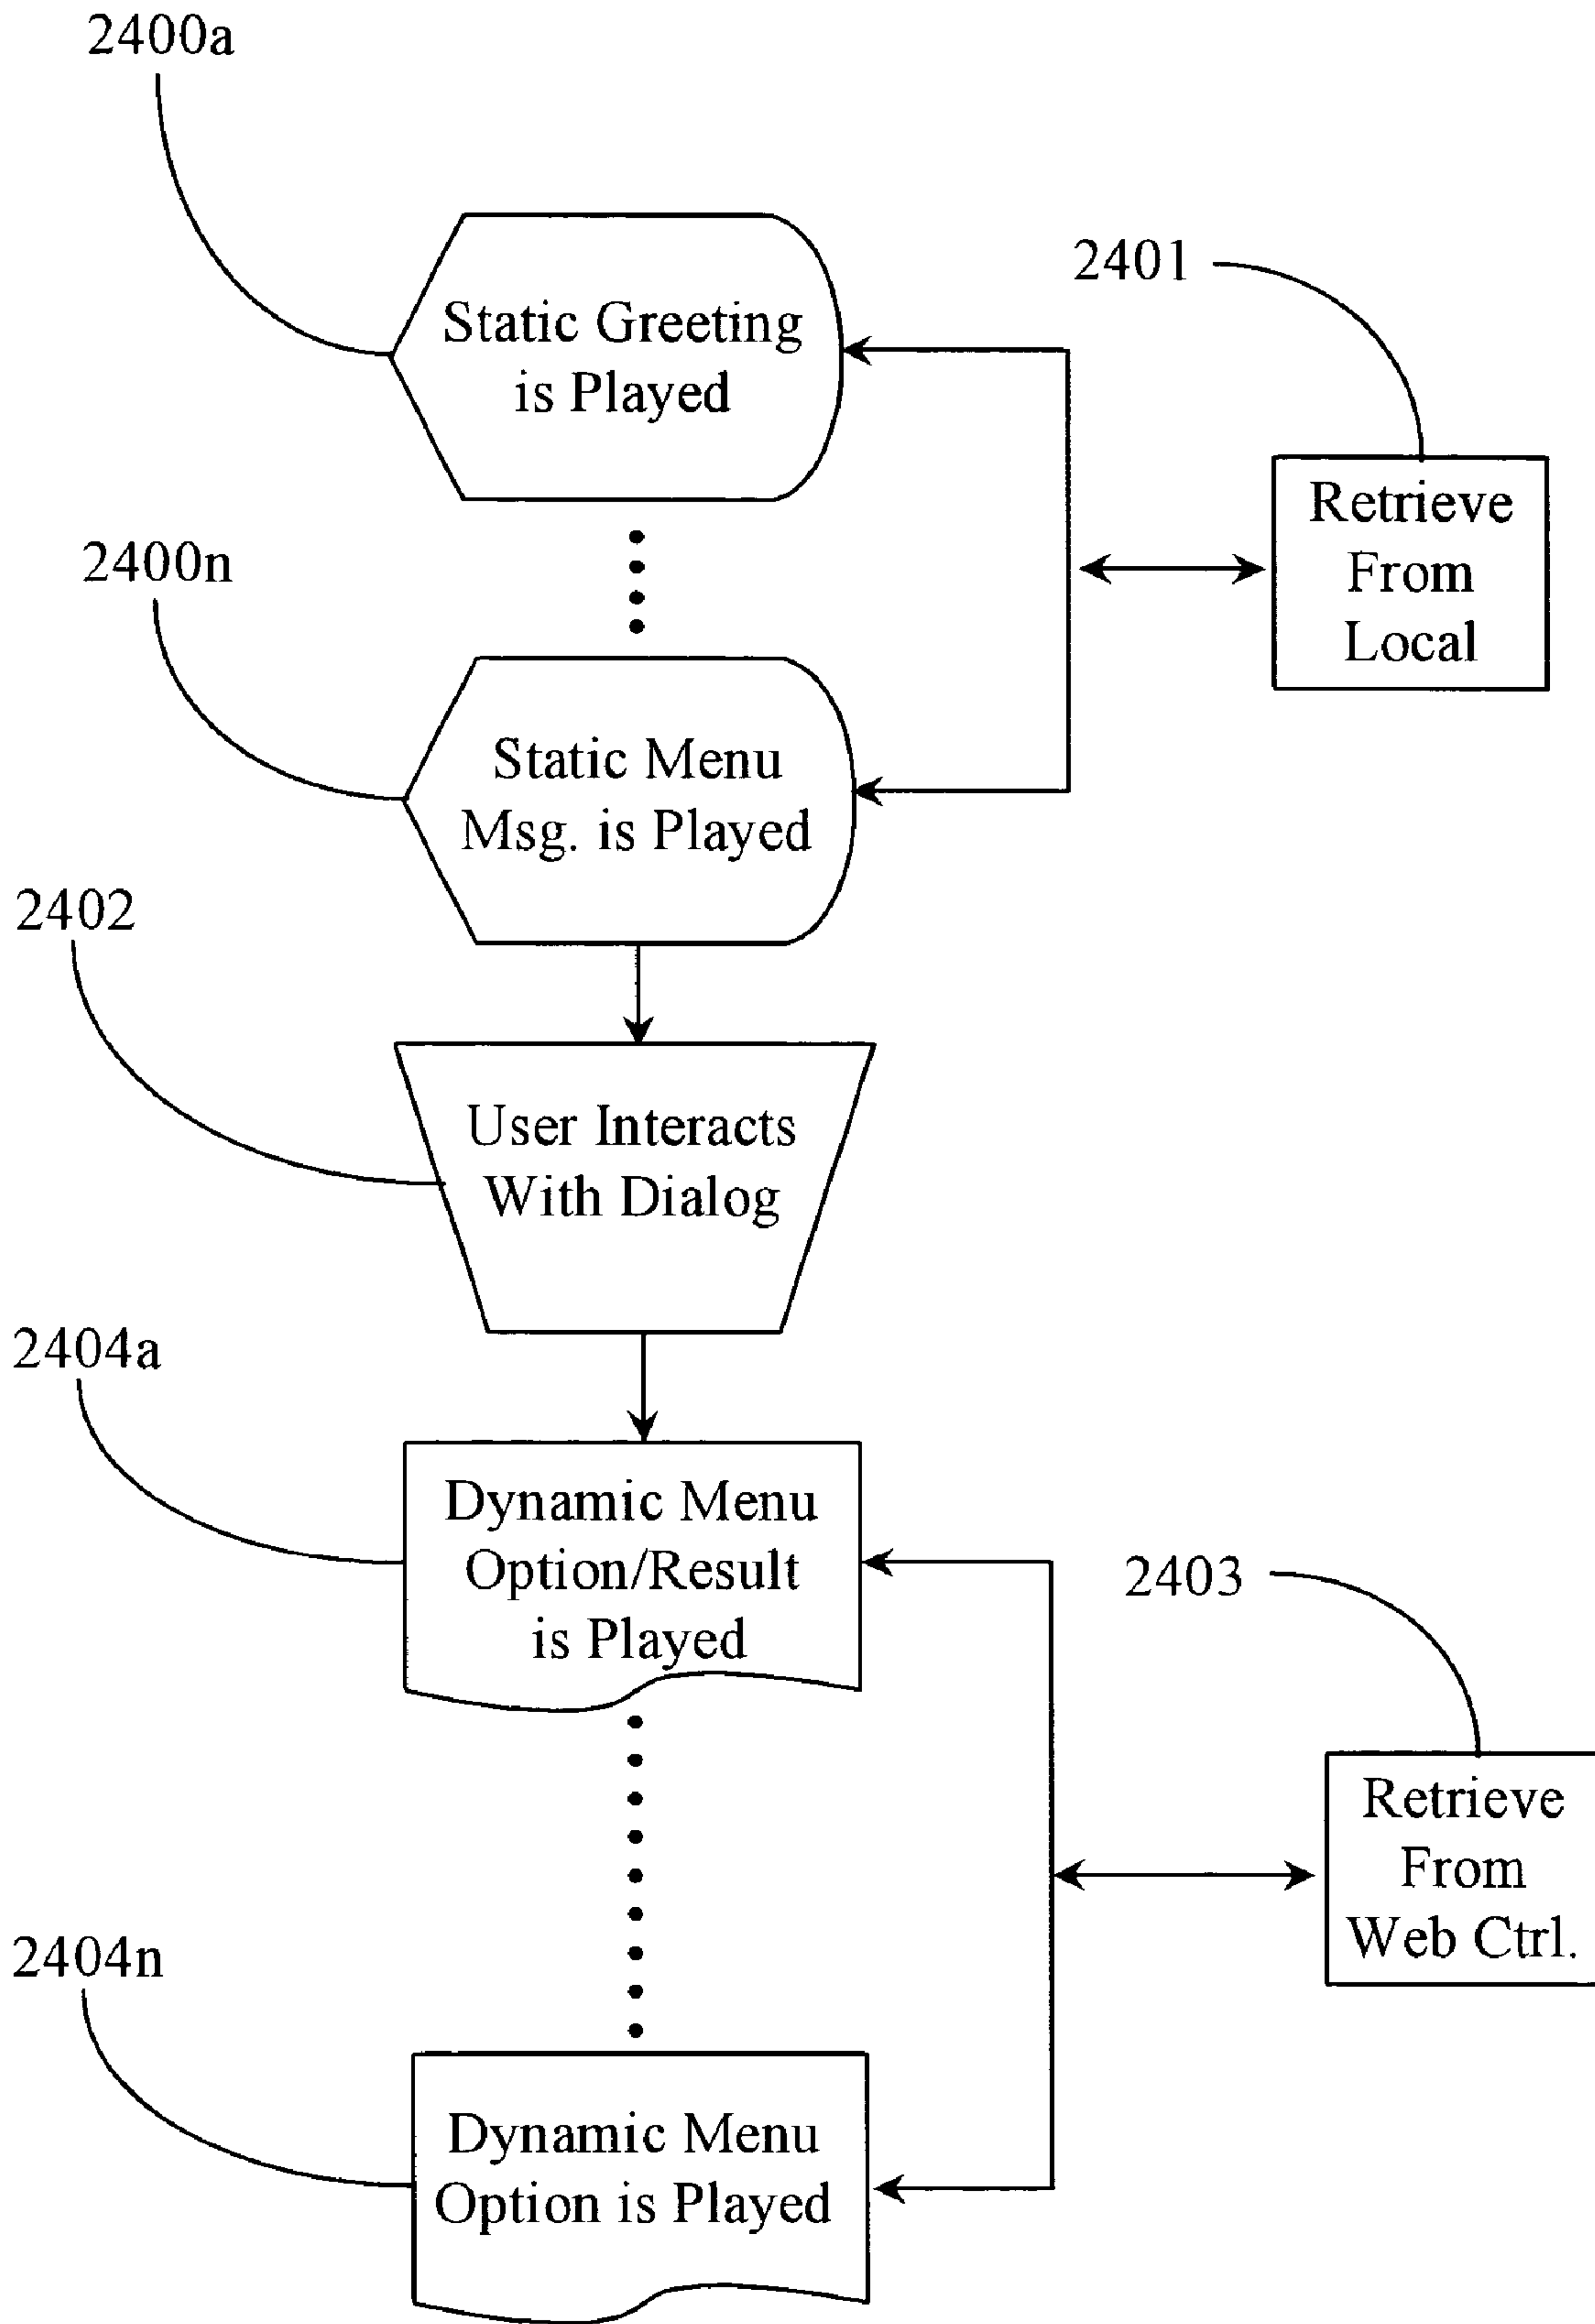 2400a
Static Greeting
is Played
2401
Retrieve
From
Local
2400n
Static Menu
Msg. is Played
2402
User Interacts
With Dialog
2404a
Dynamic Menu
Option/Result
is Played
2403
Retrieve
From
Web Ctrl.
2404n
Dynamic Menu
Option is Played